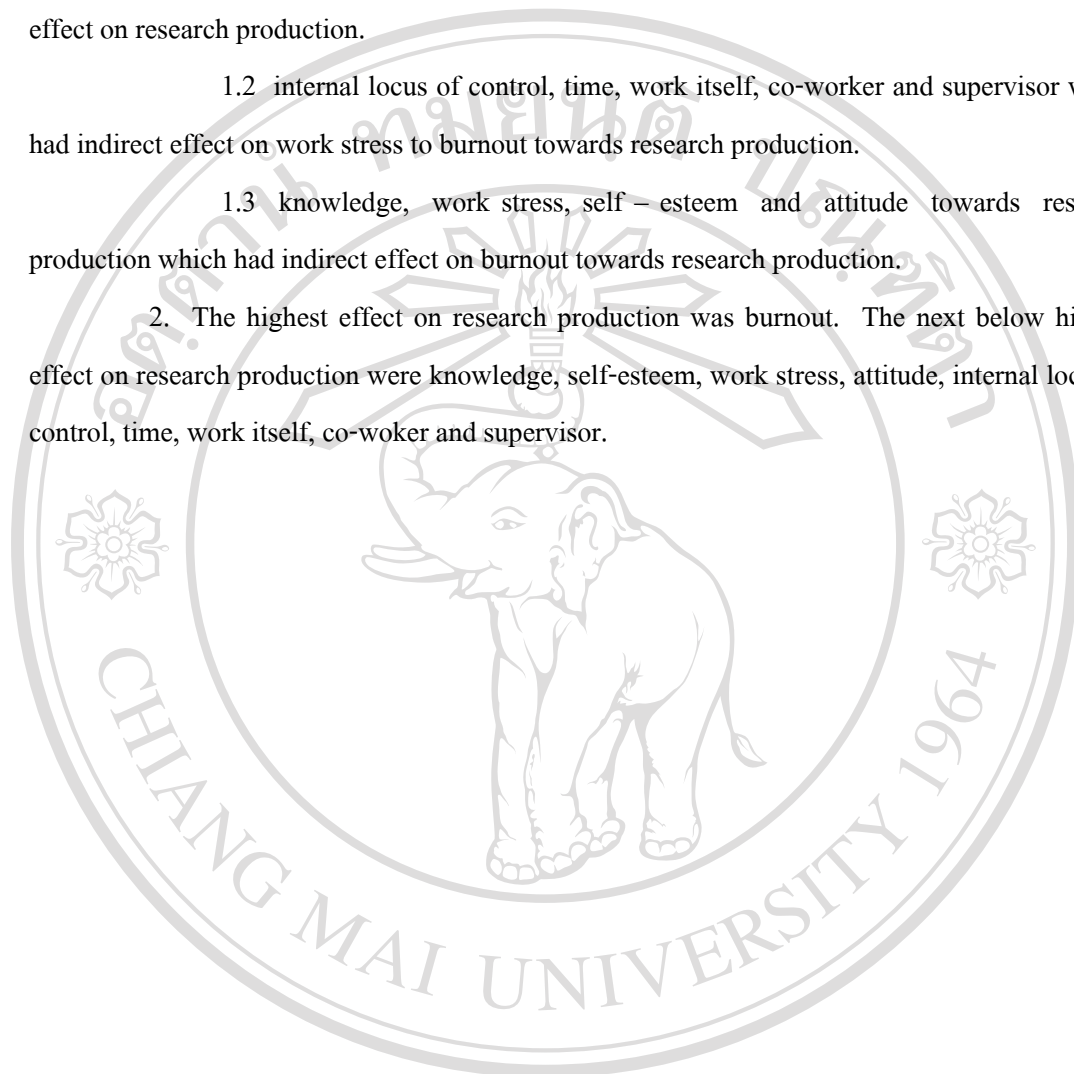 effect on research production.
1.2 internal locus of control, time, work itself, co-worker and supervisor
had indirect effect on work stress to burnout towards research production.
1.3 knowledge, work stress, self – esteem and attitude towards
production which had indirect effect on burnout towards research production.
2. The highest effect on research production was burnout. The next below
effect on research production were knowledge, self-esteem, work stress, attitude, internal
control, time, work itself, co-woker and supervisor.
CHIANG MAI UNIVERSITY 1964